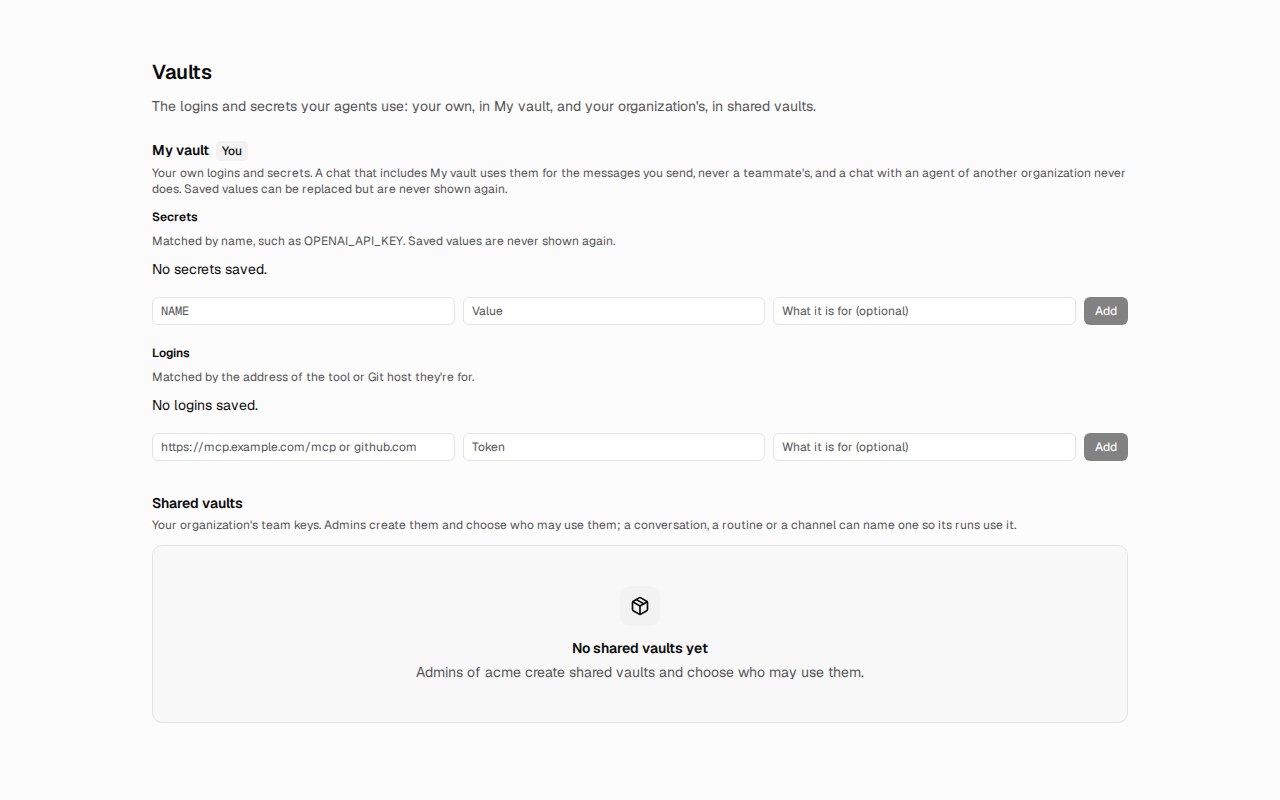 Vaults
The logins and secrets your agents use: your own, in My vault, and your organization's, in shared vaults.
My vault You
Your own logins and secrets. A chat that includes My vault uses them for the messages you send, never a teammate's, and a chat with an agent of another organization never
does. Saved values can be replaced but are never shown again.
Secrets
Matched by name, such as OPENAI_API_KEY. Saved values are never shown again.
No secrets saved.
NAME Value What it is for (optional) Add
Logins
Matched by the address of the tool or Git host they're for.
No logins saved.
https://mcp.example.com/mcp or github.com Token What it is for (optional) Add
Shared vaults
Your organization's team keys. Admins create them and choose who may use them; a conversation, a routine or a channel can name one so its runs use it.
No shared vaults yet
Admins of acme create shared vaults and choose who may use them.